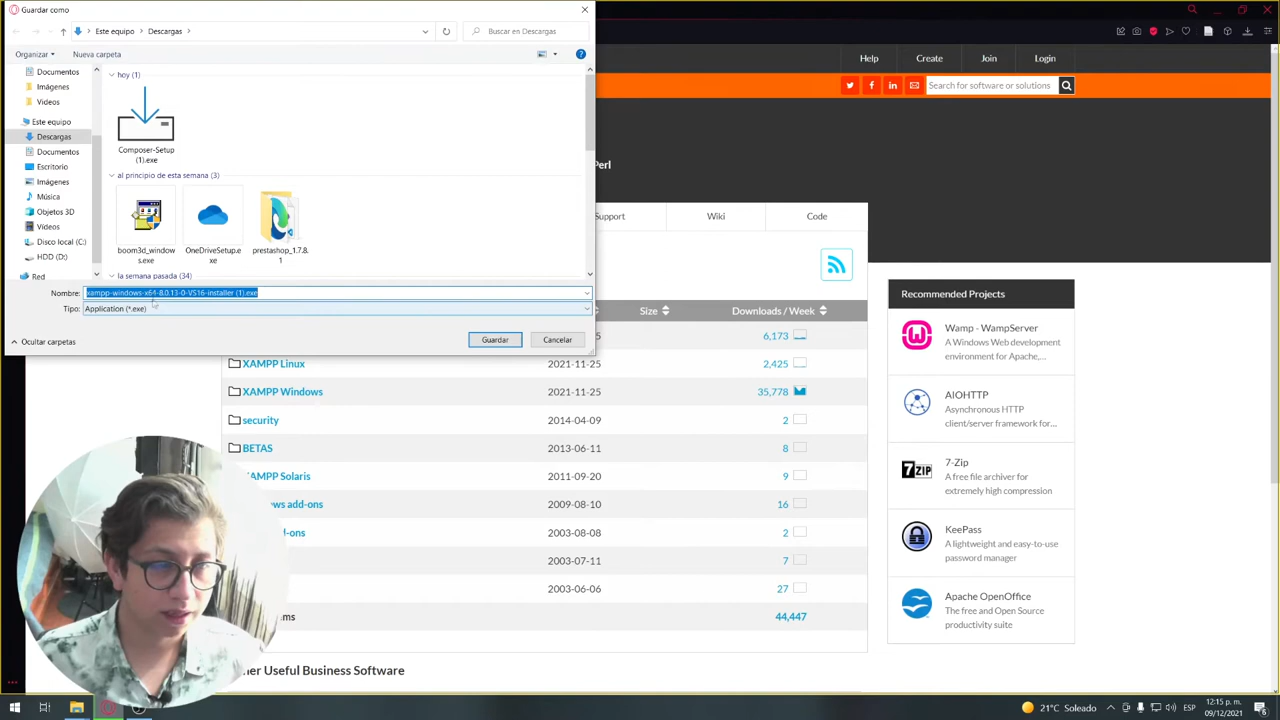 Guardar como
Este equipo
Descargas
Buscar en Descargas
Organizar
Nueva carpeta
Documentos
Imágenes
Videos
Este equipo
Descargas
Documentos
Escritorio
Imágenes
Música
Objetos 3D
Vídeos
Disco local (C:)
HDD (D:)
Red
hoy (1)
Composer-Setup
(1).exe
al principio de esta semana (3)
boom3d_window
s.exe
OneDriveSetup.e
xe
prestashop_1.7.8.
1
la semana pasada (34)
Nombre:
xampp-windows-x64-8.0.13-0-VS16-installer (1).exe
Tipo:
Application (*.exe)
Ocultar carpetas
Guardar
Cancelar
Help
Create
Join
Login
Search for software or solutions
Perl
Support
Wiki
Code
Size
Downloads / Week
6,173
XAMPP Linux
2021-11-25
2,425
XAMPP Windows
2021-11-25
35,778
security
2014-04-09
2
BETAS
2013-06-11
8
XAMPP Solaris
2011-09-20
9
add-ons
2009-08-10
16
2003-08-08
2
2003-07-11
7
2003-06-06
27
44,447
Useful Business Software
Recommended Projects
Wamp - WampServer
A Windows Web development
environment for Apache,...
AIOHTTP
Asynchronous HTTP
client/server framework for...
7-Zip
A free file archiver for
extremely high compression
KeePass
A lightweight and easy-to-use
password manager
Apache OpenOffice
The free and Open Source
productivity suite
21°C Soleado
ESP
12:15 p. m.
09/12/2021
6